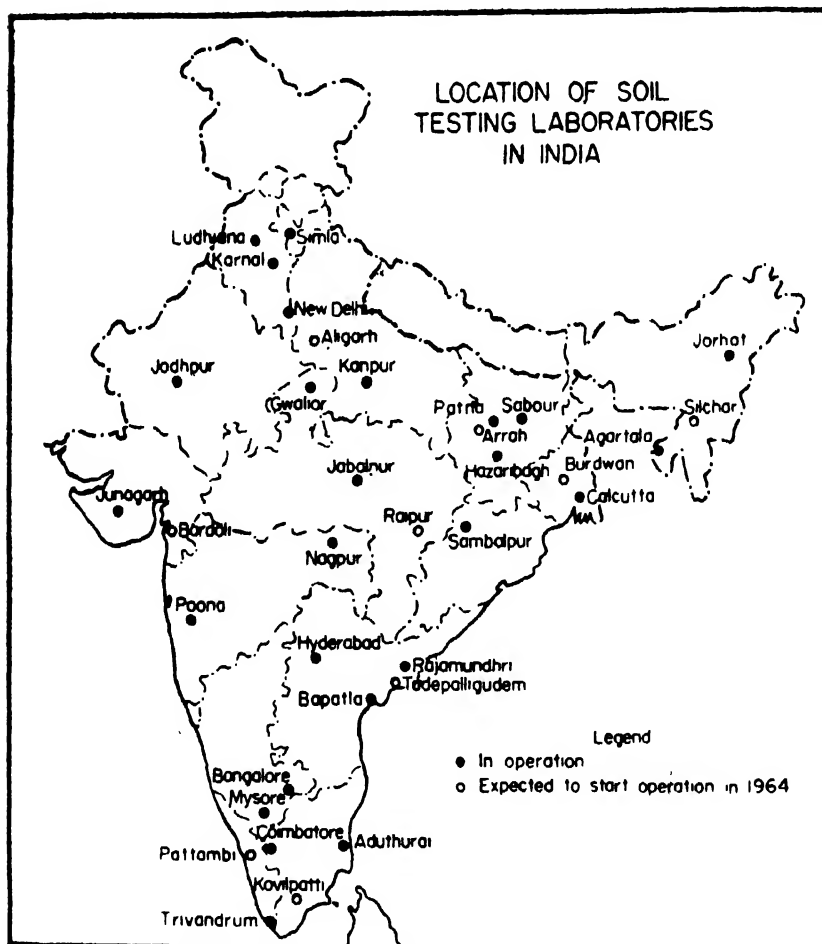 LOCATION OF SOIL
TESTING LABORATORIES
IN INDIA
Ludhiana
Simla
Karnal
New Delhi
Aligarh
Jodhpur
Kanpur
Gwalior
Jorhat
Patna
Sabour
Silchar
Arrah
Agartala
Hazaribagh
Burdwan
Jabalpur
Calcutta
Junagarh
Raipur
Bardoli
Sambalpur
Nagpur
Poona
Hyderabad
Rajamundhri
Tadepalligudem
Bapatla
Legend
In operation
Expected to start operation in 1964
Bangalore
Mysore
Coimbatore
Aduthurai
Pattambi
Kovilpatti
Trivandrum